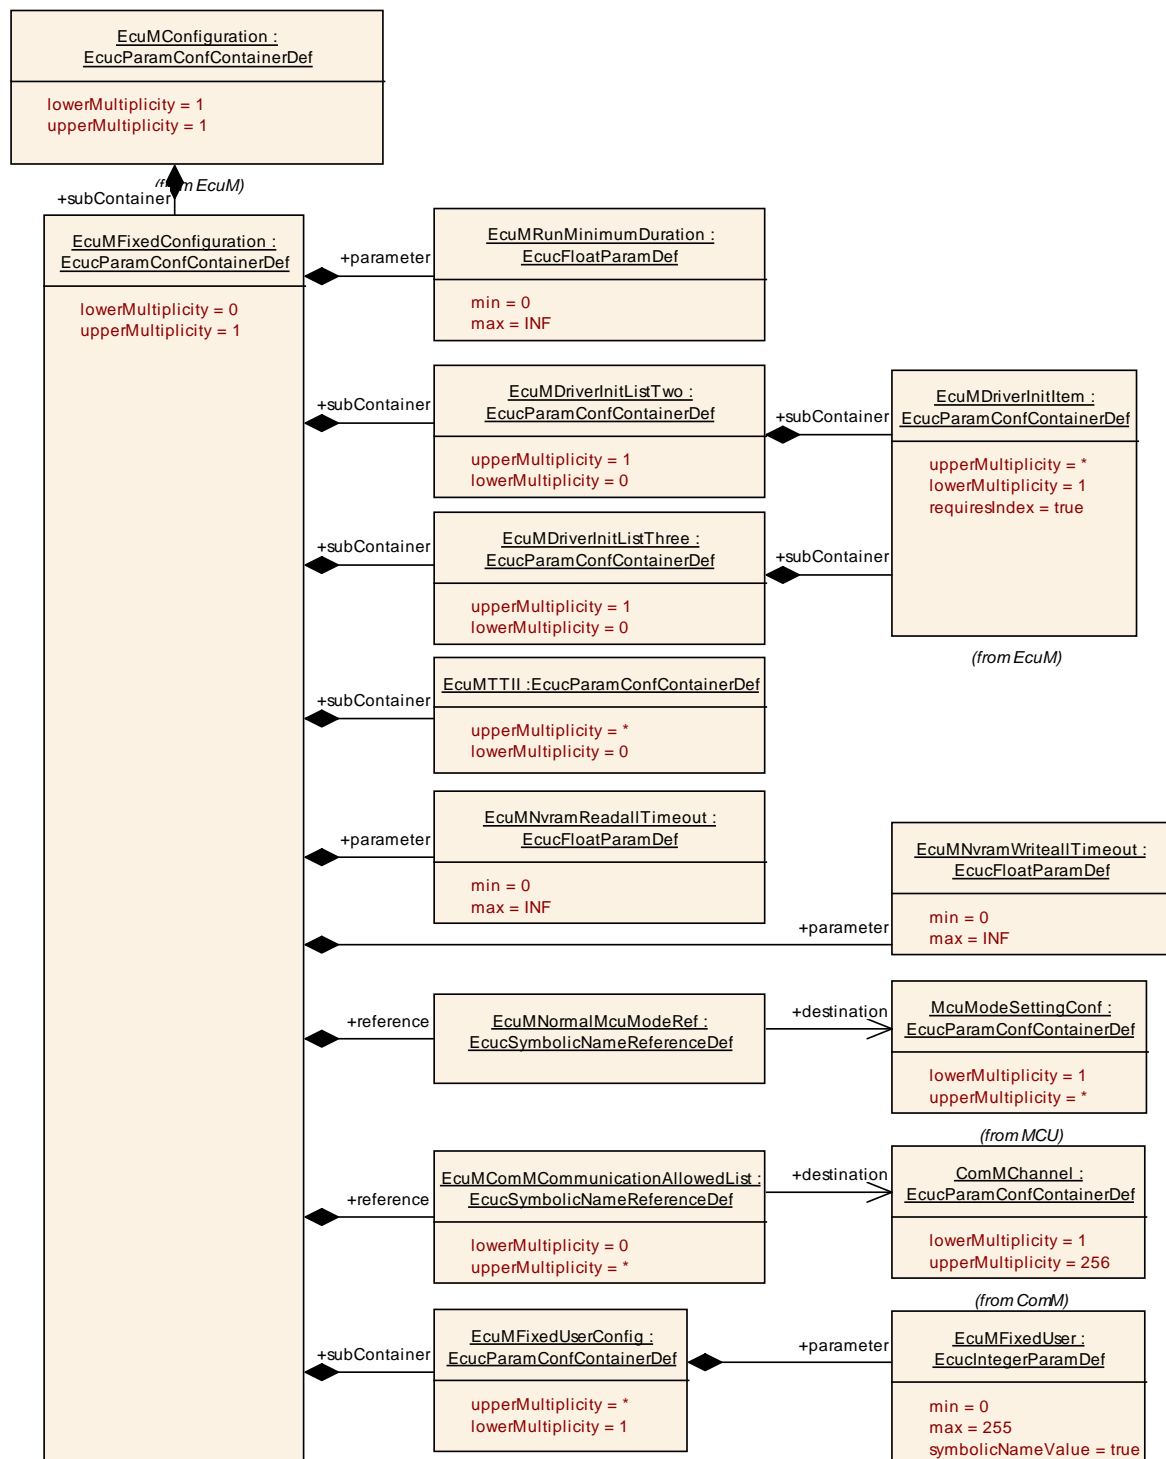 EcuMConfiguration :
EcucParamConfContainerDef
lowerMultiplicity = 1
upperMultiplicity = 1
(from EcuM)
+subContainer
EcuMFixedConfiguration :
EcucParamConfContainerDef
lowerMultiplicity = 0
upperMultiplicity = 1
+parameter
EcuMRunMinimumDuration :
EcucFloatParamDef
min = 0
max = INF
+subContainer
EcuMDriverInitListTwo :
EcucParamConfContainerDef
upperMultiplicity = 1
lowerMultiplicity = 0
+subContainer
EcuMDriverInitItem :
EcucParamConfContainerDef
upperMultiplicity = *
lowerMultiplicity = 1
requiresIndex = true
+subContainer
EcuMDriverInitListThree :
EcucParamConfContainerDef
upperMultiplicity = 1
lowerMultiplicity = 0
+subContainer
(from EcuM)
+subContainer
EcuMTTII :EcucParamConfContainerDef
upperMultiplicity = *
lowerMultiplicity = 0
+parameter
EcuMNvramReadallTimeout :
EcucFloatParamDef
min = 0
max = INF
+parameter
EcuMNvramWriteallTimeout :
EcucFloatParamDef
min = 0
max = INF
+reference
EcuMNormalMcuModeRef :
EcucSymbolicNameReferenceDef
+destination
McuModeSettingConf :
EcucParamConfContainerDef
lowerMultiplicity = 1
upperMultiplicity = *
(from MCU)
+reference
EcuMComMCommunicationAllowedList :
EcucSymbolicNameReferenceDef
lowerMultiplicity = 0
upperMultiplicity = *
+destination
ComMChannel :
EcucParamConfContainerDef
lowerMultiplicity = 1
upperMultiplicity = 256
(from ComM)
+subContainer
EcuMFixedUserConfig :
EcucParamConfContainerDef
upperMultiplicity = *
lowerMultiplicity = 1
+parameter
EcuMFixedUser :
EcucIntegerParamDef
min = 0
max = 255
symbolicNameValue = true